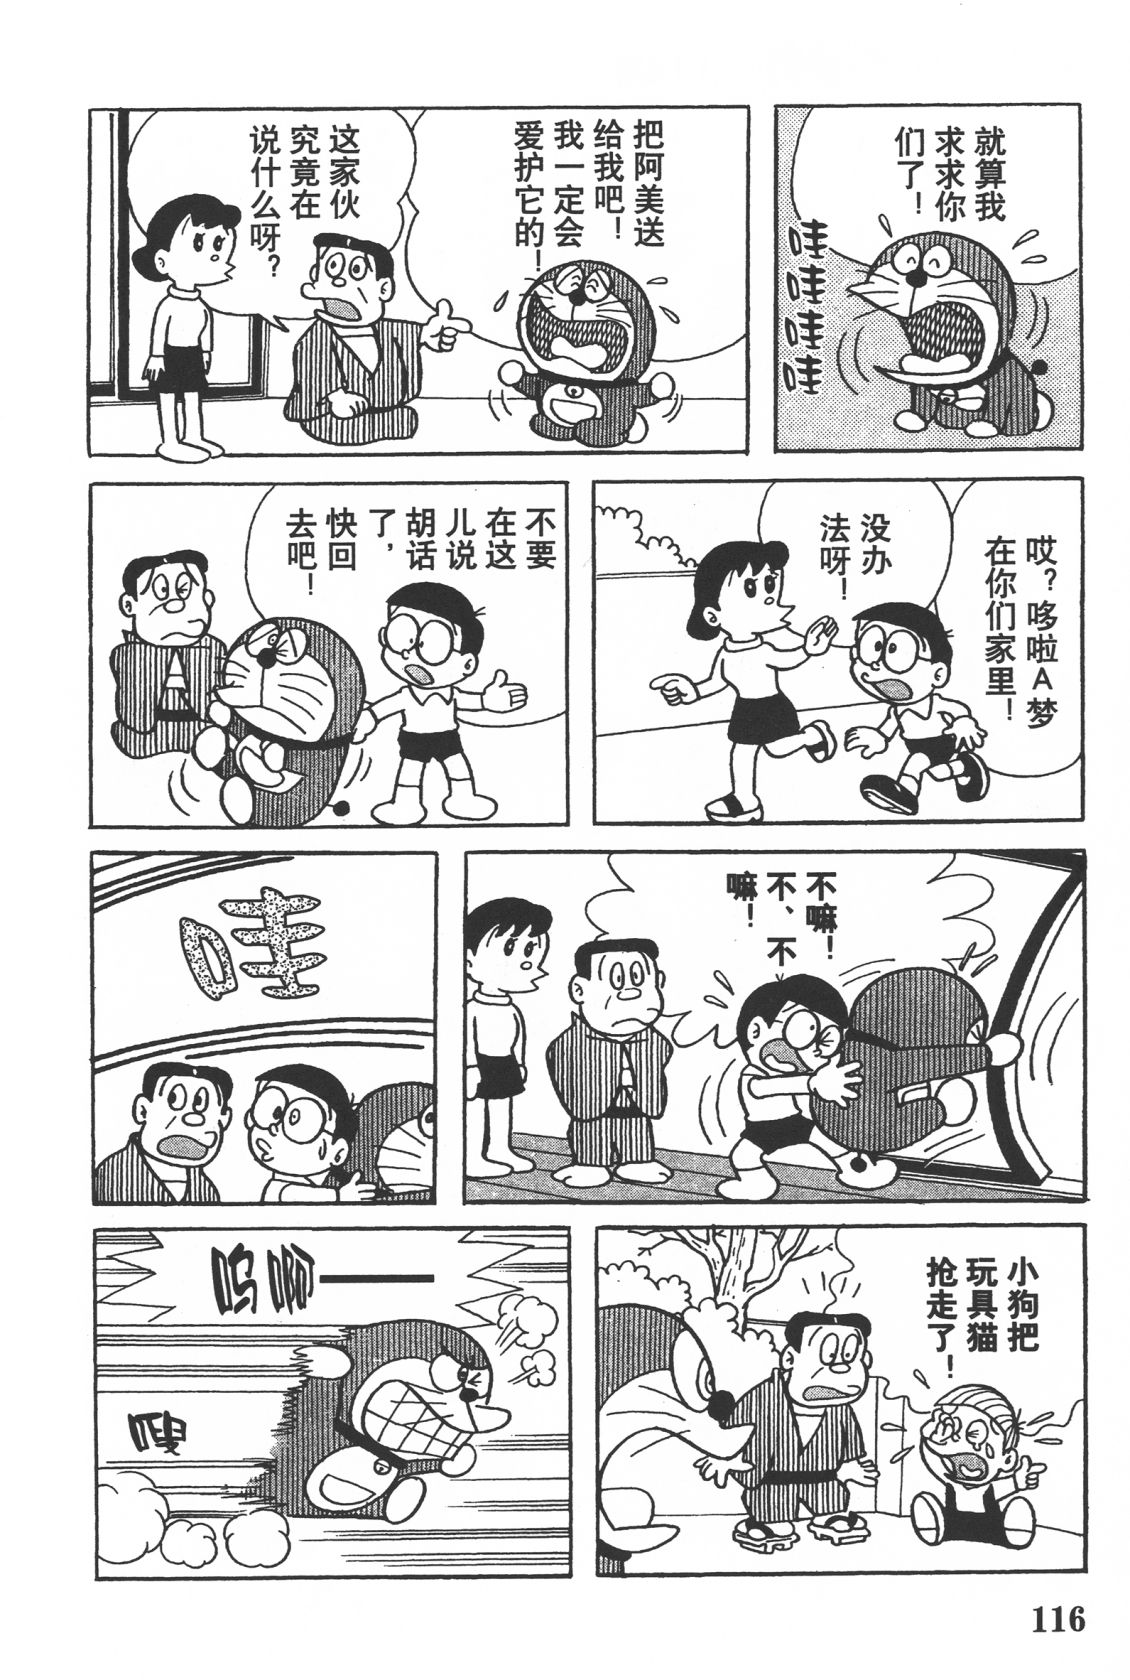 就算我
求求你
们了！
哇哇哇哇
把阿美送
给我吧！
我一定会
爱护它的！
这家伙
究竟在
说什么呀？
哎？哆啦A梦
在你们家里！
没办
法呀！
不要
在这
儿说
胡话
了，
快回
去吧！
不嘛！
不、不
嘛！
哇
小狗把
玩具猫
抢走了！
呜啊——
嗖
116